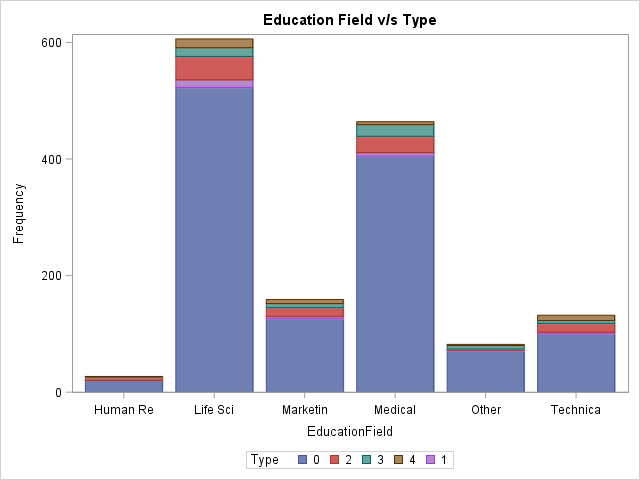 Education Field v/s Type
600
400
200
0
Frequency
Human Re Life Sci Marketin Medical Other Technica
EducationField
Type 0 2 3 4 1